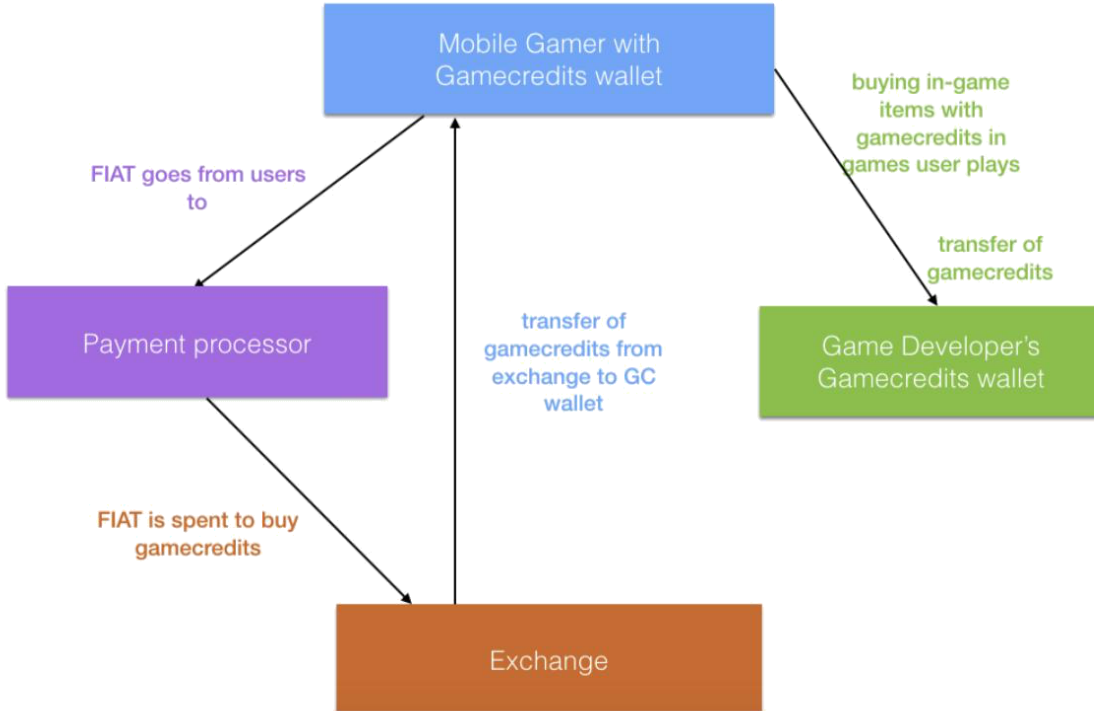 Mobile Gamer with
Gamecredits wallet
buying in-game
items with
gamecredits in
games user plays
FIAT goes from users
to
transfer of
gamecredits
Payment processor
transfer of
gamecredits from
exchange to GC
wallet
Game Developer’s
Gamecredits wallet
FIAT is spent to buy
gamecredits
Exchange